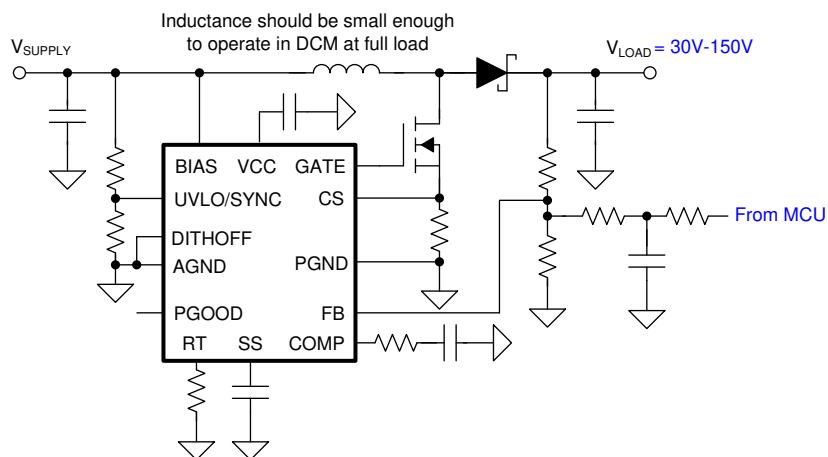 Inductance should be small enough
to operate in DCM at full load
VSUPPLY
VLOAD = 30V-150V
BIAS VCC GATE
UVLO/SYNC CS
DITHOFF
AGND PGND
From MCU
PGOOD FB
RT SS COMP